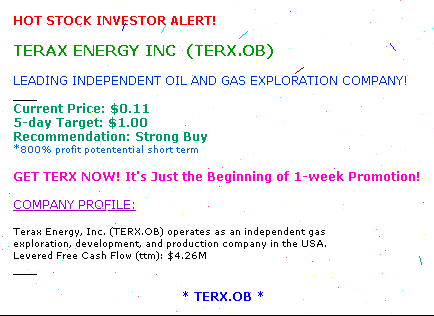 HOT STOCK INVESTOR ALERT!
TERAX ENERGY INC (TERX.OB)
LEADING INDEPENDENT OIL AND GAS EXPLORATION COMPANY!
Current Price: $0.11
5-day Target: $1.00
Recommendation: Strong Buy
*800% profit potentential short term
GET TERX NOW! It's Just the Beginning of 1-week Promotion!
COMPANY PROFILE:
Terax Energy, Inc. (TERX.OB) operates as an independent gas
exploration, development, and production company in the USA.
Levered Free Cash Flow (ttm): $4.26M
* TERX.OB *